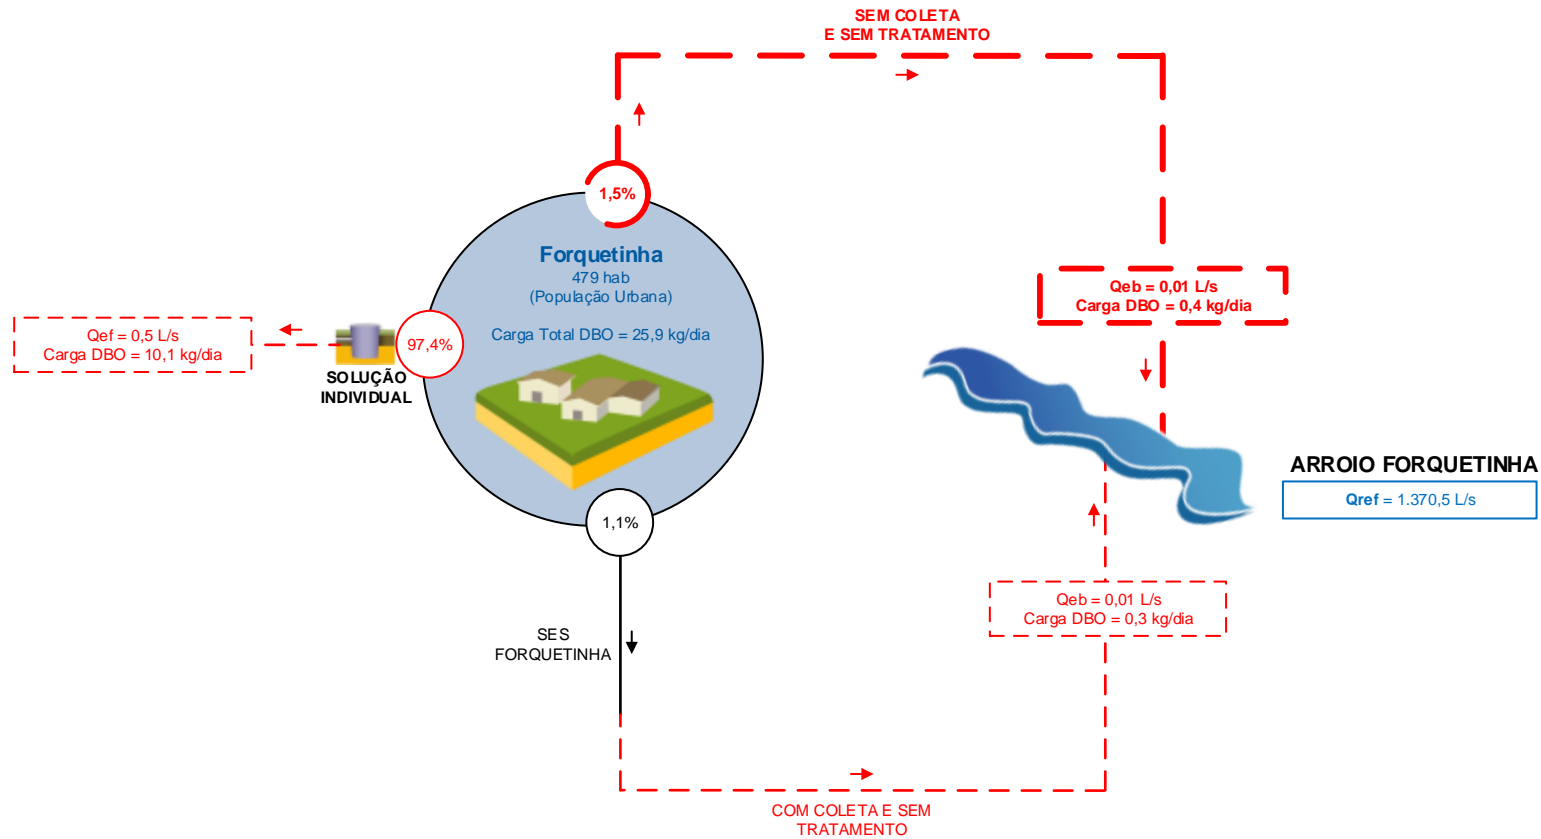 SEM COLETA
E SEM TRATAMENTO
1,5%
Forquetinha
479 hab
(População Urbana)
Carga Total DBO = 25,9 kg/dia
Qeb = 0,01 L/s
Carga DBO = 0,4 kg/dia
Qef = 0,5 L/s
Carga DBO = 10,1 kg/dia
97,4%
SOLUÇÃO
INDIVIDUAL
ARROIO FORQUETINHA
Qref = 1.370,5 L/s
1,1%
Qeb = 0,01 L/s
Carga DBO = 0,3 kg/dia
SES
FORQUETINHA
COM COLETA E SEM
TRATAMENTO